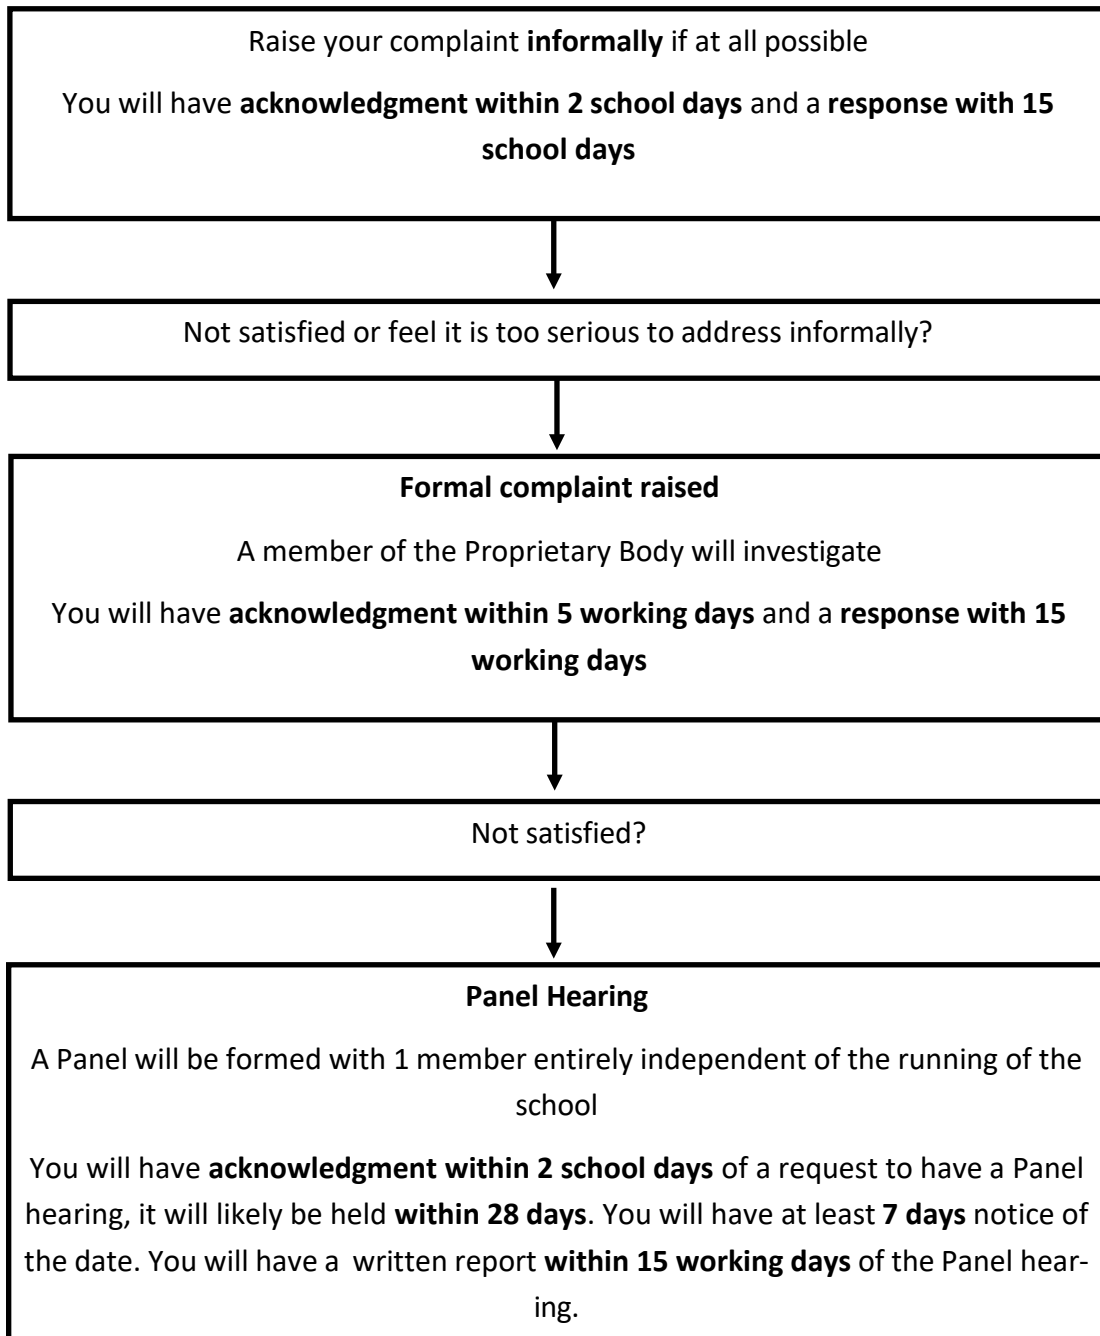 Raise your complaint informally if at all possible
You will have acknowledgment within 2 school days and a response with 15
school days
Not satisfied or feel it is too serious to address informally?
Formal complaint raised
A member of the Proprietary Body will investigate
You will have acknowledgment within 5 working days and a response with 15
working days
Not satisfied?
Panel Hearing
A Panel will be formed with 1 member entirely independent of the running of the
school
You will have acknowledgment within 2 school days of a request to have a Panel
hearing, it will likely be held within 28 days. You will have at least 7 days notice of
the date. You will have a written report within 15 working days of the Panel hear-
ing.